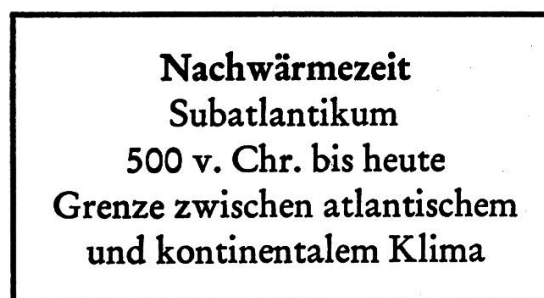 Nachwärmezeit
Subatlantikum
500 v. Chr. bis heute
Grenze zwischen atlantischem
und kontinentalem Klima